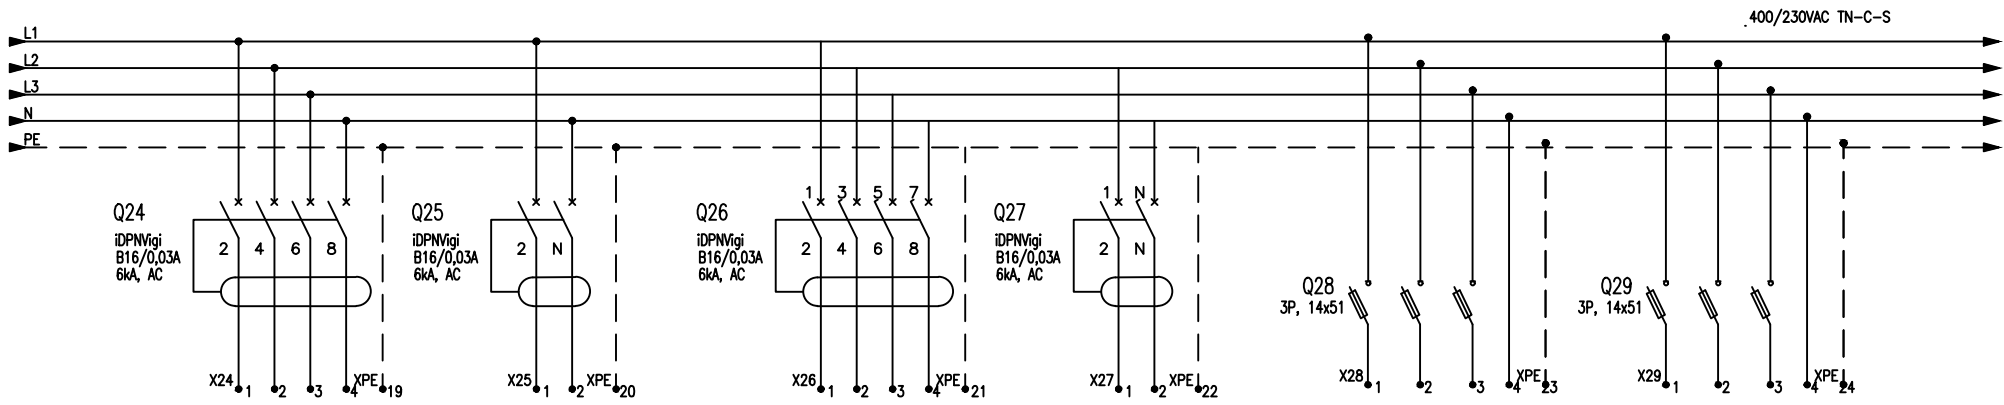 400/230VAC TN-C-S
L1
L2
L3
N
PE
1 3 5 7
1 N
Q24
iDPNVigi
B16/0,03A
6kA, AC
2 4 6 8
Q25
iDPNVigi
B16/0,03A
6kA, AC
2 N
Q26
iDPNVigi
B16/0,03A
6kA, AC
2 4 6 8
Q27
iDPNVigi
B16/0,03A
6kA, AC
2 N
Q28
3P, 14x51
Q29
3P, 14x51
X24 1 2 3 4 XPE 19
X25 1 2 XPE 20
X26 1 2 3 4 XPE 21
X27 1 2 XPE 22
X28 1 2 3 4 XPE 23
X29 1 2 3 4 XPE 24